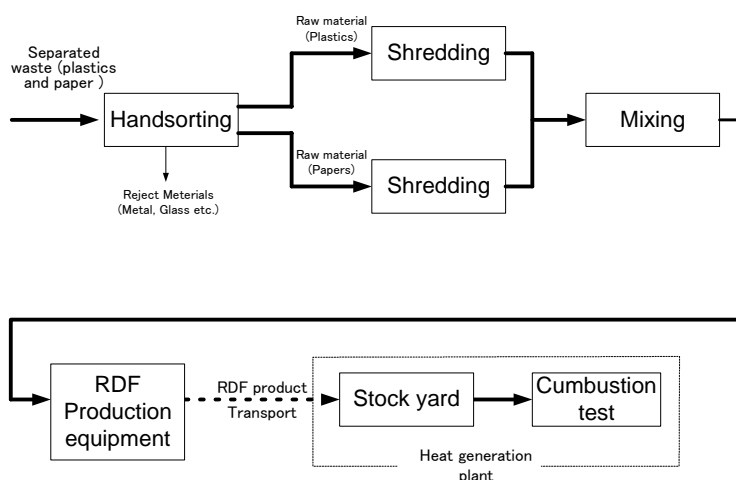 Separated
waste (plastics
and paper )
Handsorting
Reject Meterials
(Metal, Glass etc.)
Raw material
(Plastics)
Shredding
Raw material
(Papers)
Shredding
Mixing
RDF
Production
equipment
RDF product
Transport
Stock yard
Cumbustion
test
Heat generation
plant